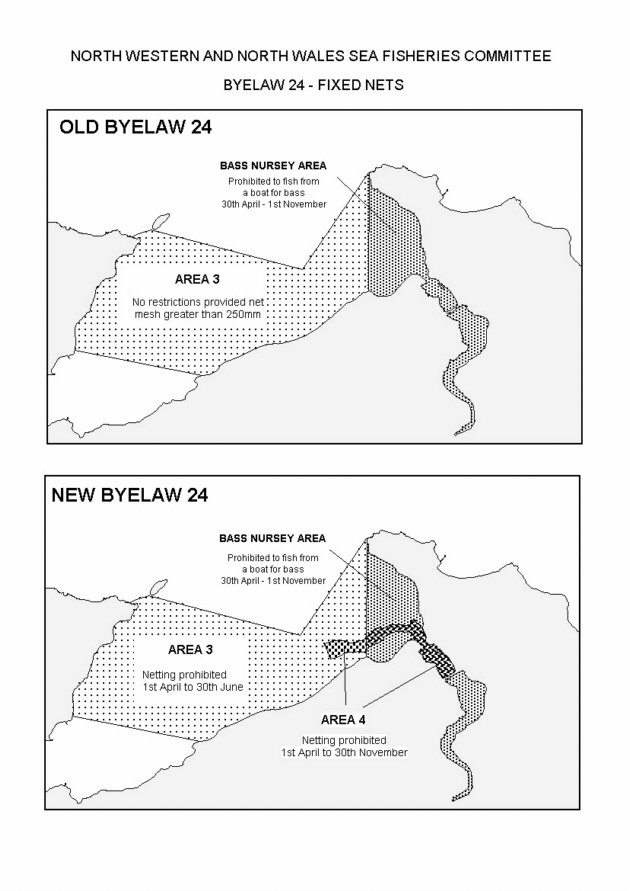 NORTH WESTERN AND NORTH WALES SEA FISHERIES COMMITTEE
BYELAW 24 - FIXED NETS
OLD BYELAW 24
BASS NURSEY AREA
Prohibited to fish from
a boat for bass
30th April - 1st November
AREA 3
No restrictions provided net
mesh greater than 250mm
NEW BYELAW 24
BASS NURSEY AREA
Prohibited to fish from
a boat for bass
30th April - 1st November
AREA 3
Netting prohibited
1st April to 30th June
AREA 4
Netting prohibited
1st April to 30th November